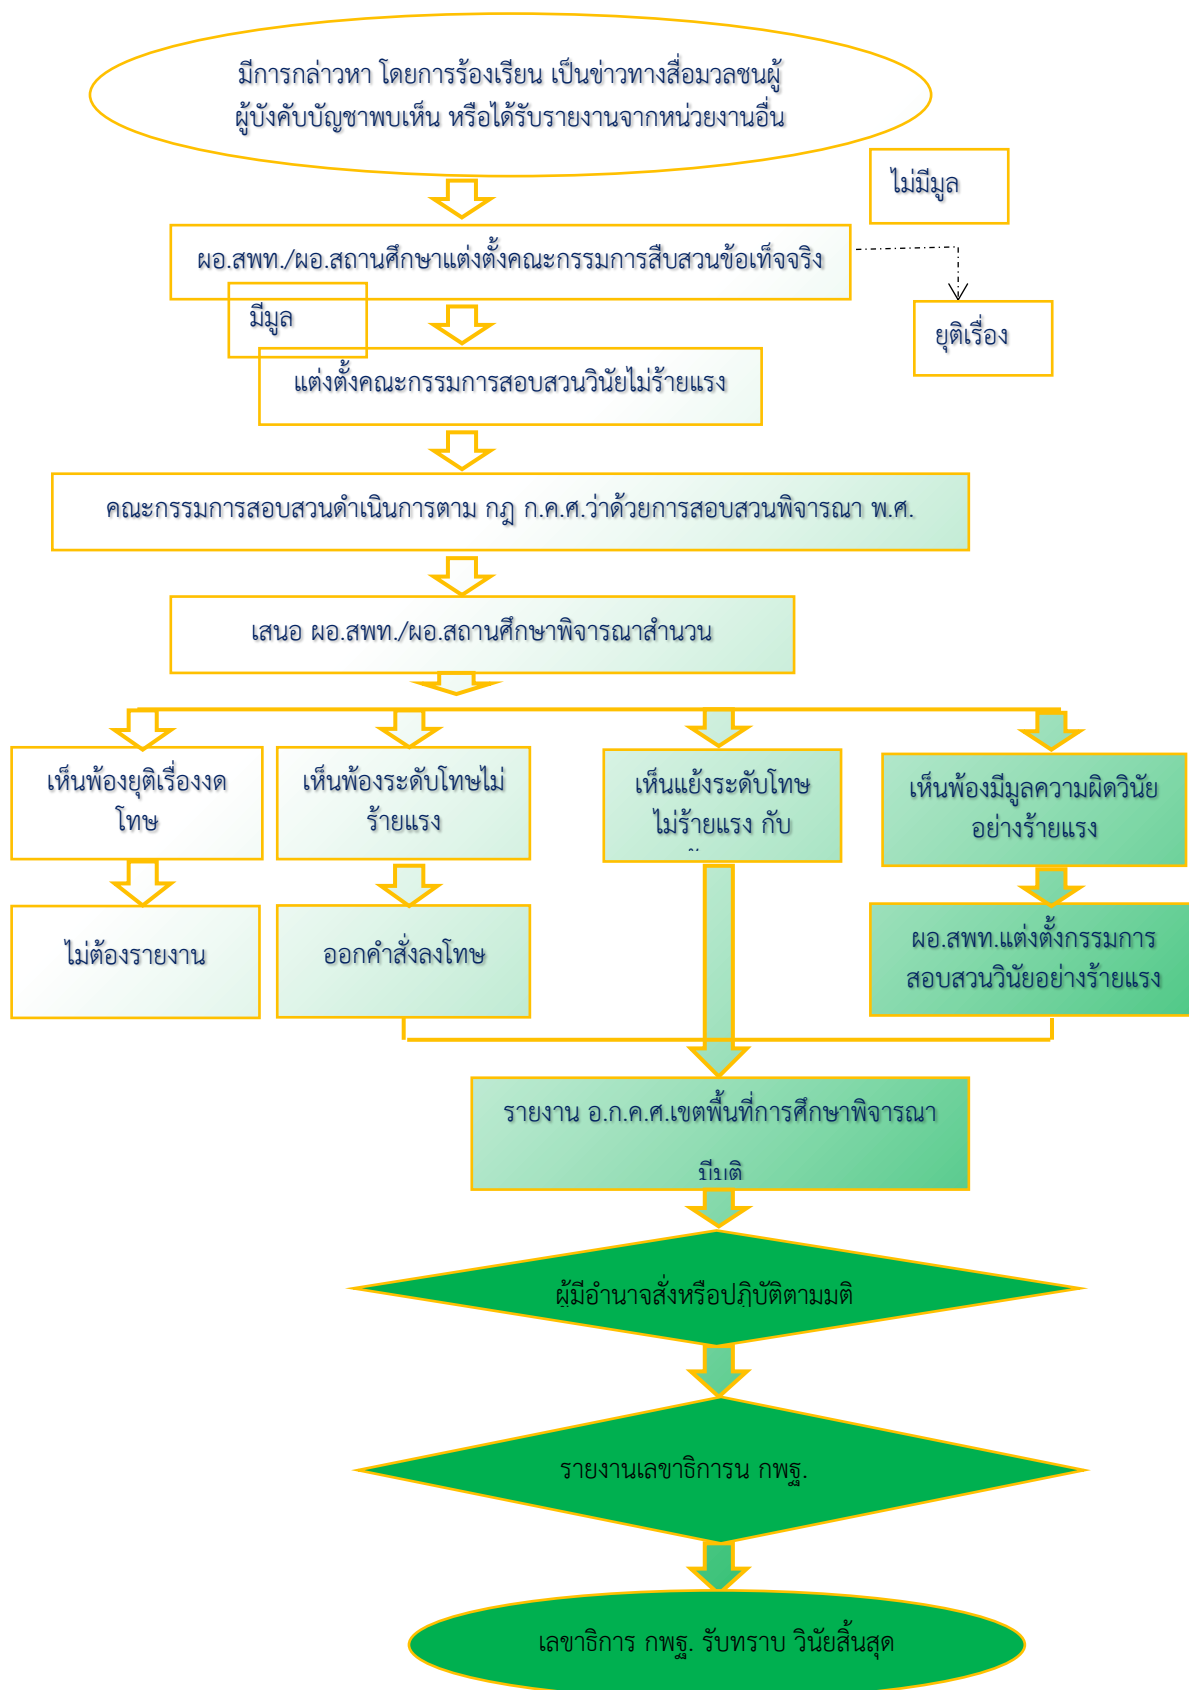 มีการกล่าวหา โดยการร้องเรียน เป็นข่าวทางสื่อมวลชนผู้
ผู้บังคับบัญชาพบเห็น หรือได้รับรายงานจากหน่วยงานอื่น
ไม่มีมูล
ผอ.สพท./ผอ.สถานศึกษาแต่งตั้งคณะกรรมการสืบสวนข้อเท็จจริง
มีมูล
ยุติเรื่อง
แต่งตั้งคณะกรรมการสอบสวนวินัยไม่ร้ายแรง
คณะกรรมการสอบสวนดำเนินการตาม กฎ ก.ค.ศ.ว่าด้วยการสอบสวนพิจารณา พ.ศ.
เสนอ ผอ.สพท./ผอ.สถานศึกษาพิจารณาสำนวน
เห็นพ้องยุติเรื่องงด
โทษ
เห็นพ้องระดับโทษไม่
ร้ายแรง
เห็นแย้งระดับโทษ
ไม่ร้ายแรง กับ
เห็นพ้องมีมูลความผิดวินัย
อย่างร้ายแรง
ไม่ต้องรายงาน
ออกคำสั่งลงโทษ
ผอ.สพท.แต่งตั้งกรรมการ
สอบสวนวินัยอย่างร้ายแรง
รายงาน อ.ก.ค.ศ.เขตพื้นที่การศึกษาพิจารณา
มีมติ
ผู้มีอำนาจสั่งหรือปฏิบัติตามมติ
รายงานเลขาธิการน กพฐ.
เลขาธิการ กพฐ. รับทราบ วินัยสิ้นสุด